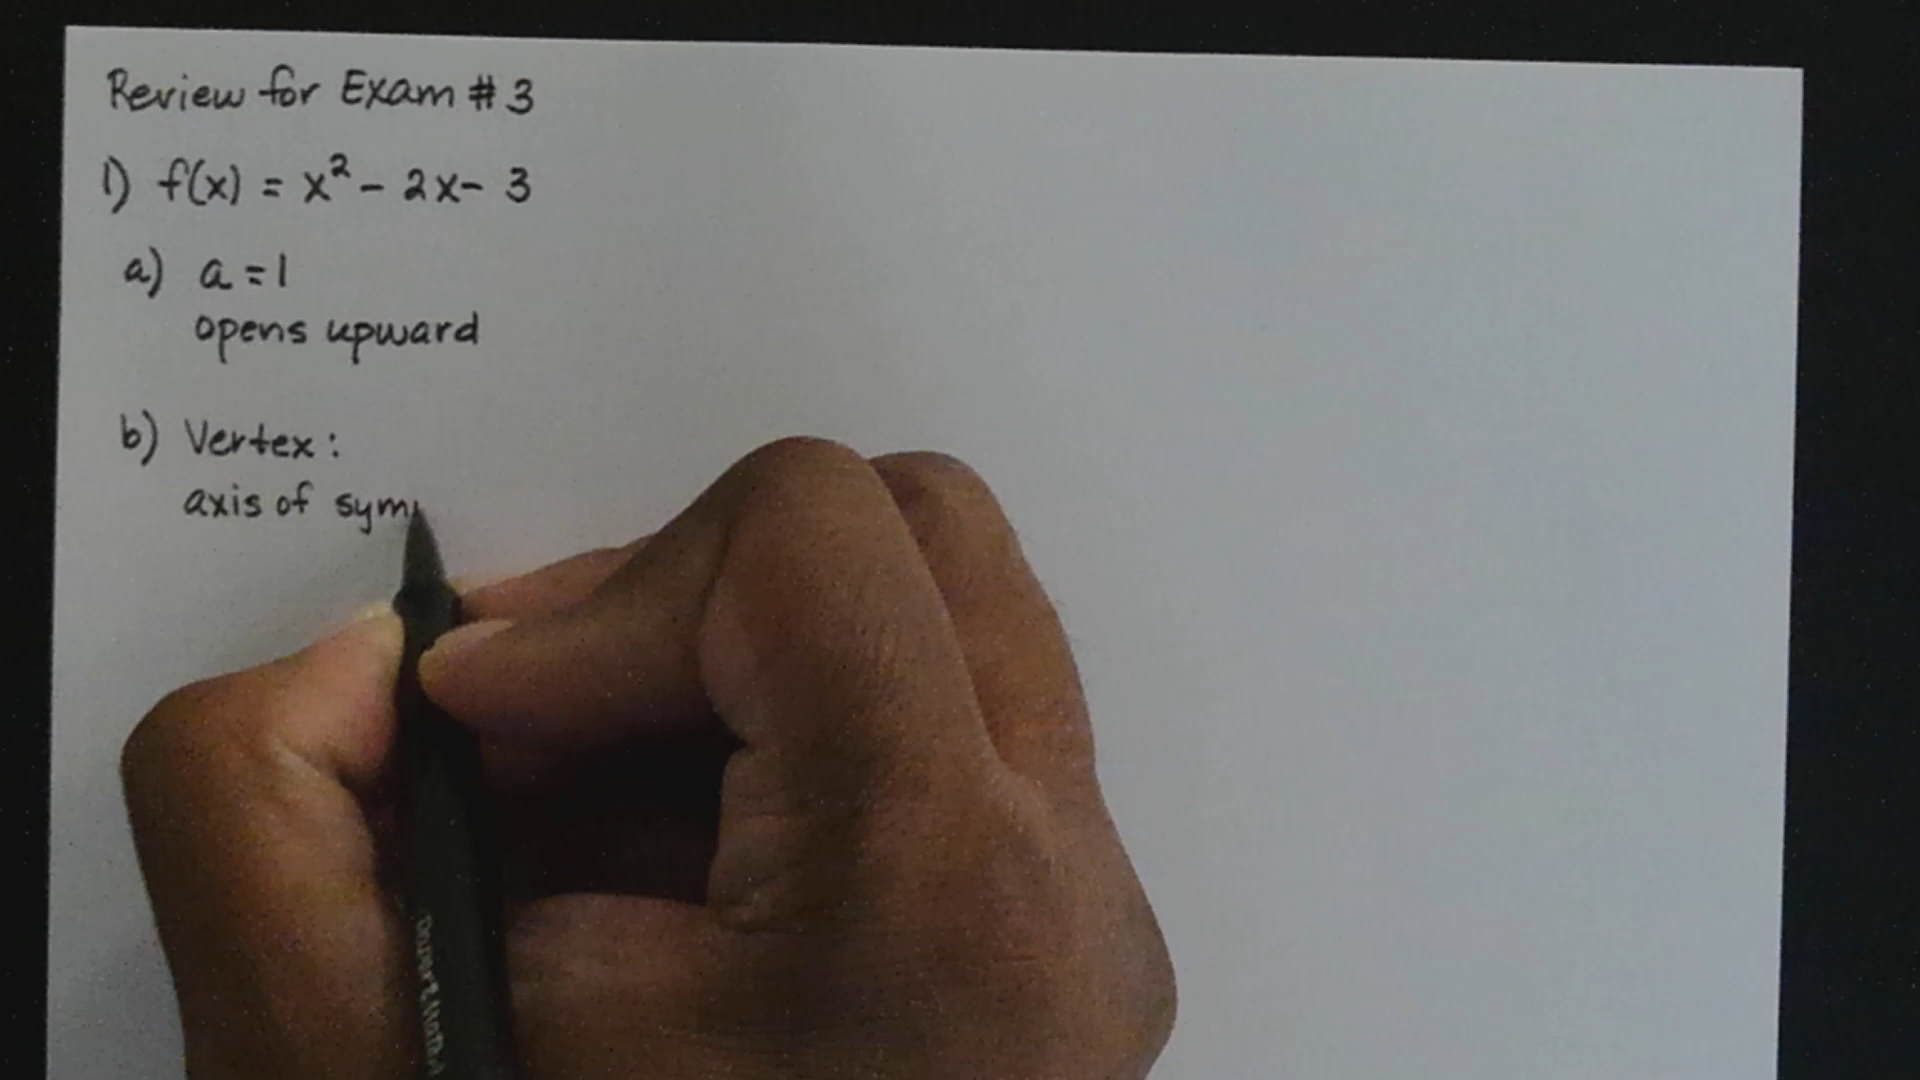 Review for Exam # 3
1) f(x) = x² - 2x - 3
a) a = 1
opens upward
b) Vertex:
axis of sym